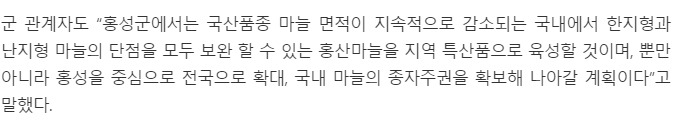 군 관계자도 “홍성군에서는 국산품종 마늘 면적이 지속적으로 감소되는 국내에서 한지형과
난지형 마늘의 단점을 모두 보완 할 수 있는 홍산마늘을 지역 특산품으로 육성할 것이며, 뿐만
아니라 홍성을 중심으로 전국으로 확대, 국내 마늘의 종자주권을 확보해 나아갈 계획이다”고
말했다.